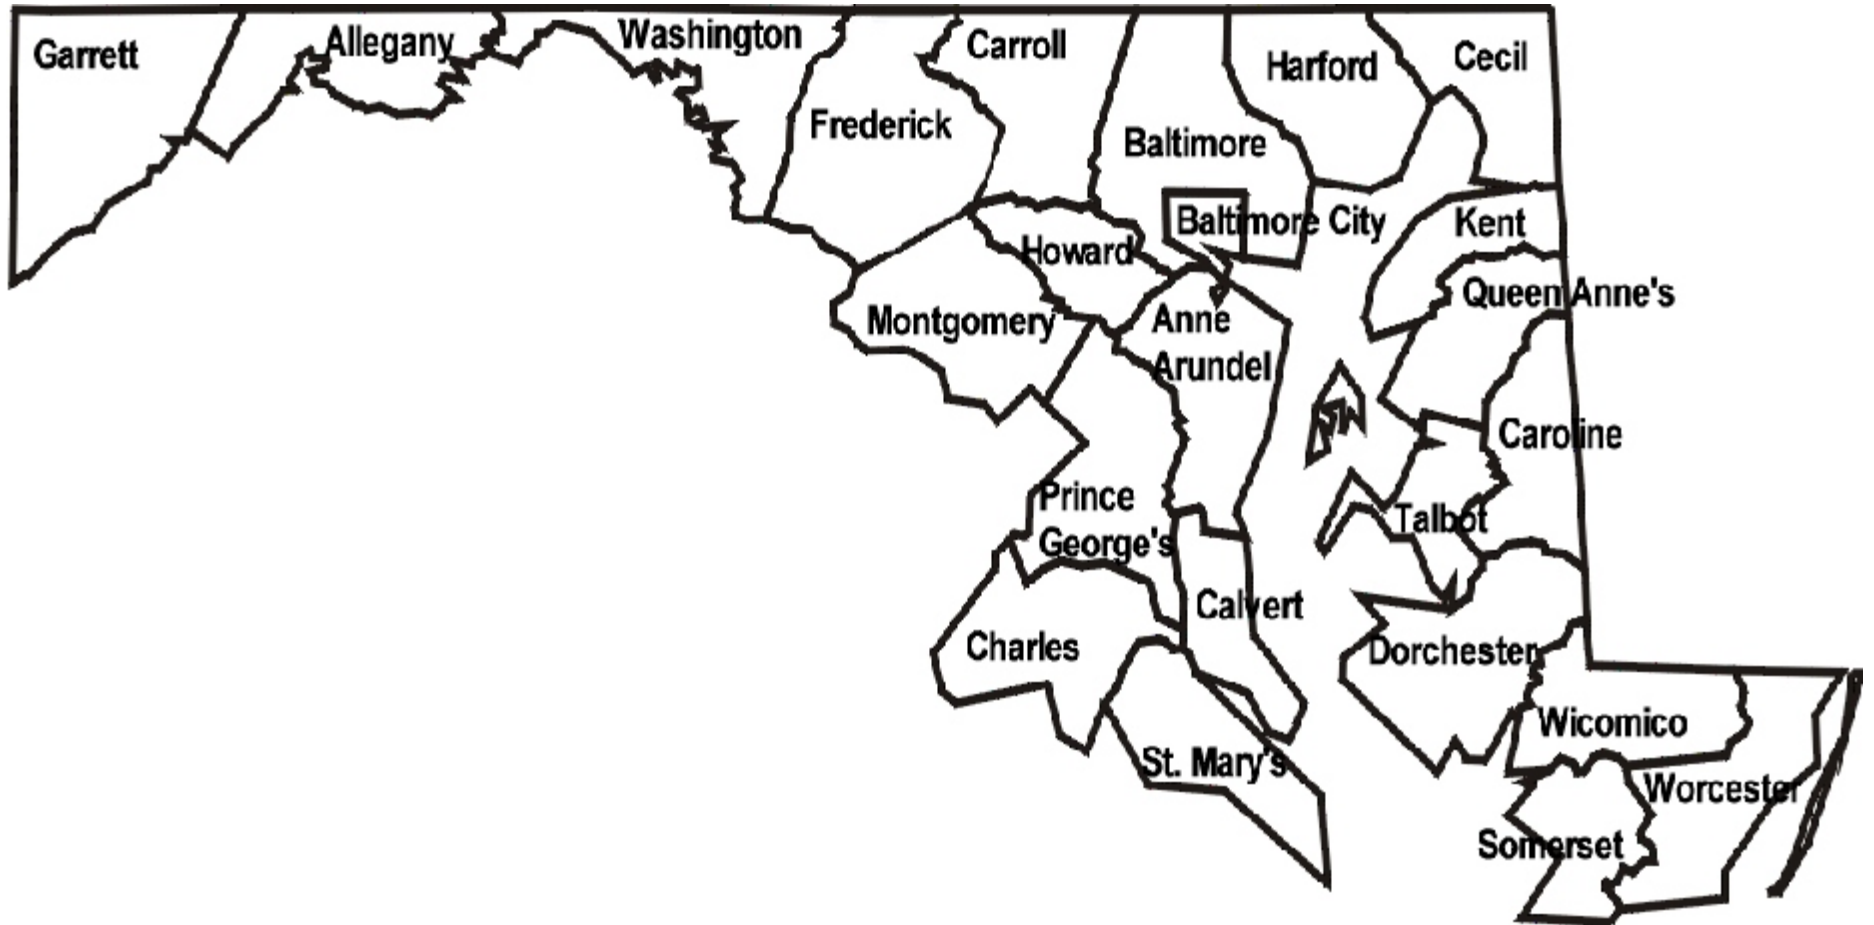 Garrett
Allegany
Washington
Carroll
Harford
Cecil
Frederick
Baltimore
Baltimore City
Kent
Howard
Queen Anne's
Montgomery
Anne
Arundel
Caroline
Prince
George's
Talbot
Calvert
Charles
Dorchester
Wicomico
St. Mary's
Worcester
Somerset